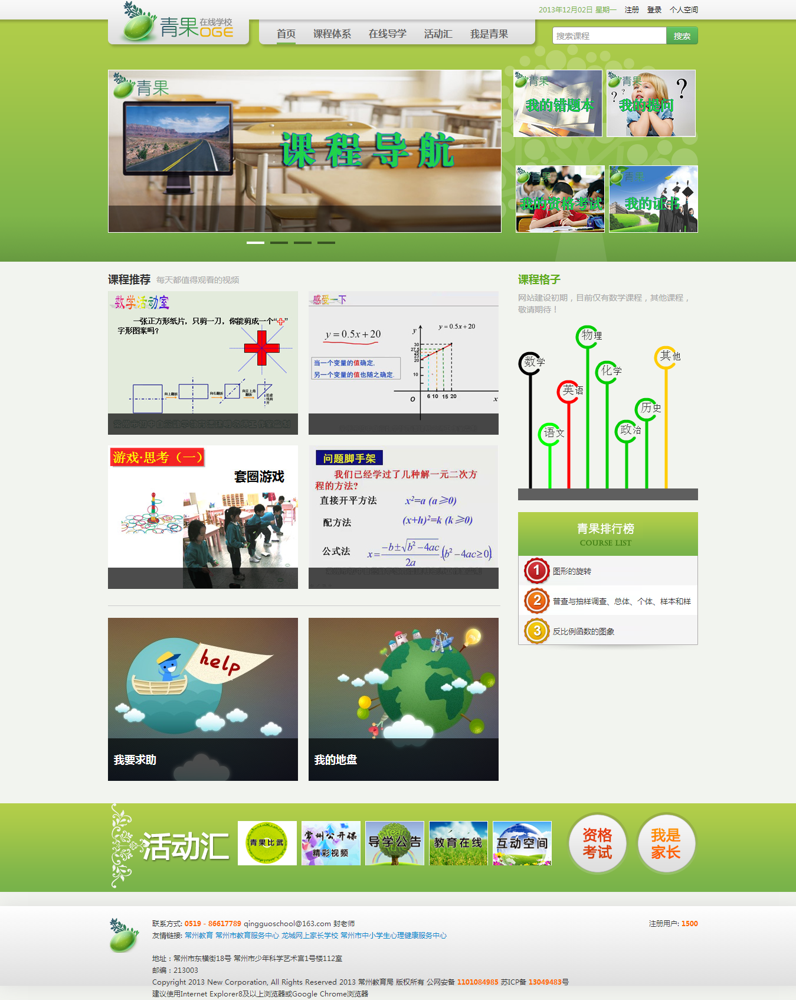 2013年12月02日 星期一 注册 登录 个人空间
青果 在线学校 OGE
首页 课程体系 在线导学 活动汇 我是青果
搜索课程 搜索
青果
课程导航
青果
我的错题本
青果
我的提问
青果
我的资格考试
青果
我的证书
课程推荐 每天都值得观看的视频
数学活动室
一张正方形纸片，只剪一刀，你能剪成一个“十”
字形图案吗？
向上翻折 向右翻折 向左上角翻折 沿虚线剪开
感受一下
y = 0.5x+20
y = 0.5x+20
当一个变量的值确定,
另一个变量的值也随之确定.
y
30
27.5
25
23
20
10
O 6 10 15 20 x
游戏·思考（一）
套圈游戏
问题脚手架
我们已经学过了几种解一元二次方
程的方法?
直接开平方法 x²=a (a≥0)
配方法 (x+h)²=k (k≥0)
公式法 x=−b±√b²−4ac/2a.(b²−4ac≥0).
help
我要求助
我的地盘
课程格子
网站建设初期，目前仅有数学课程，其他课程，
敬请期待！
数学
语文
英语
物理
化学
政治
历史
其他
青果排行榜
COURSE LIST
1 图形的旋转
2 普查与抽样调查、总体、个体、样本和样
3 反比例函数的图象
活动汇
青果比武
常州公开课
精彩视频
导学公告
教育在线
互动空间
资格
考试
我是
家长
联系方式: 0519 - 86617789 qingguoschool@163.com 封老师
注册用户: 1500
友情链接: 常州教育 常州市教育服务中心 龙城网上家长学校 常州市中小学生心理健康服务中心
地址：常州市东横街18号 常州市少年科学艺术宫1号楼112室
邮编：213003
Copyright 2013 New Corporation, All Rights Reserved 2013 常州教育局 版权所有 公网安备 1101084985 苏ICP备 13049483号
建议使用Internet Explorer8及以上浏览器或Google Chrome浏览器